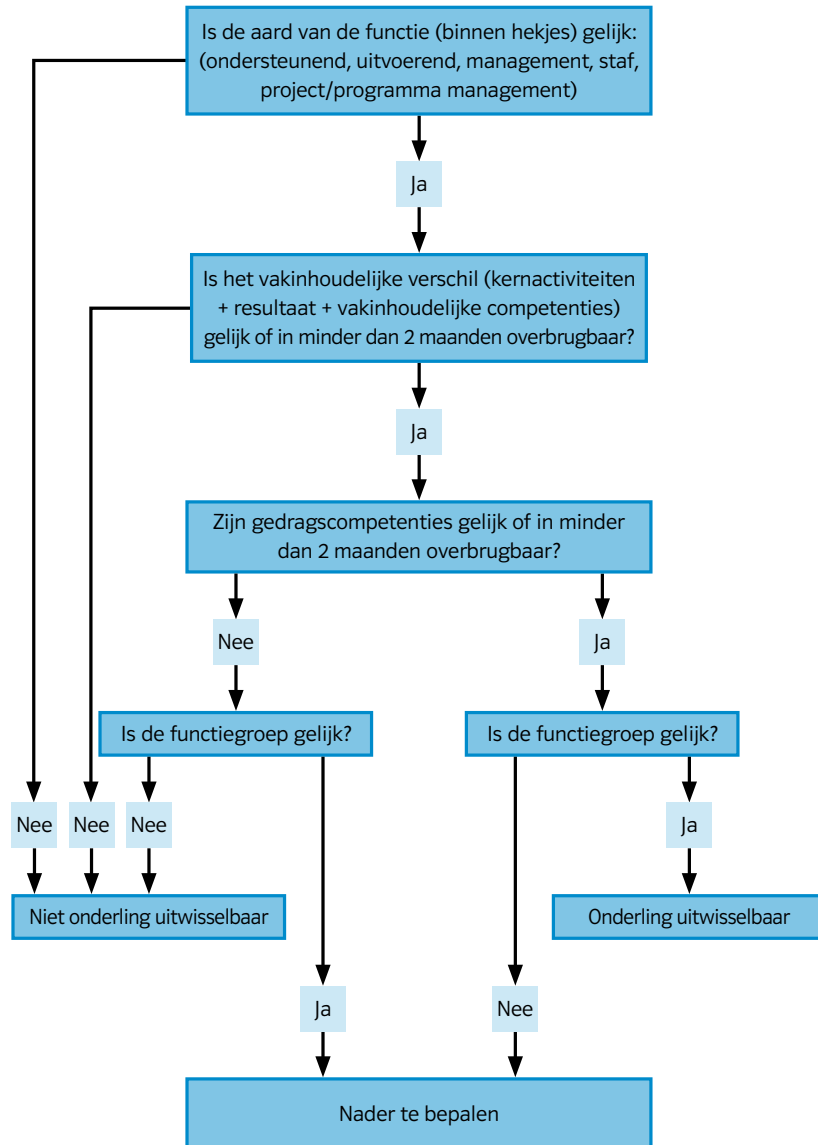 Is de aard van de functie (binnen hekjes) gelijk:
(ondersteunend, uitvoerend, management, staf,
project/programma management)
Ja
Is het vakinhoudelijke verschil (kernactiviteiten
+ resultaat + vakinhoudelijke competenties)
gelijk of in minder dan 2 maanden overbrugbaar?
Ja
Zijn gedragscompetenties gelijk of in minder
dan 2 maanden overbrugbaar?
Nee
Ja
Is de functiegroep gelijk?
Is de functiegroep gelijk?
Nee
Nee
Nee
Ja
Niet onderling uitwisselbaar
Onderling uitwisselbaar
Ja
Nee
Nader te bepalen